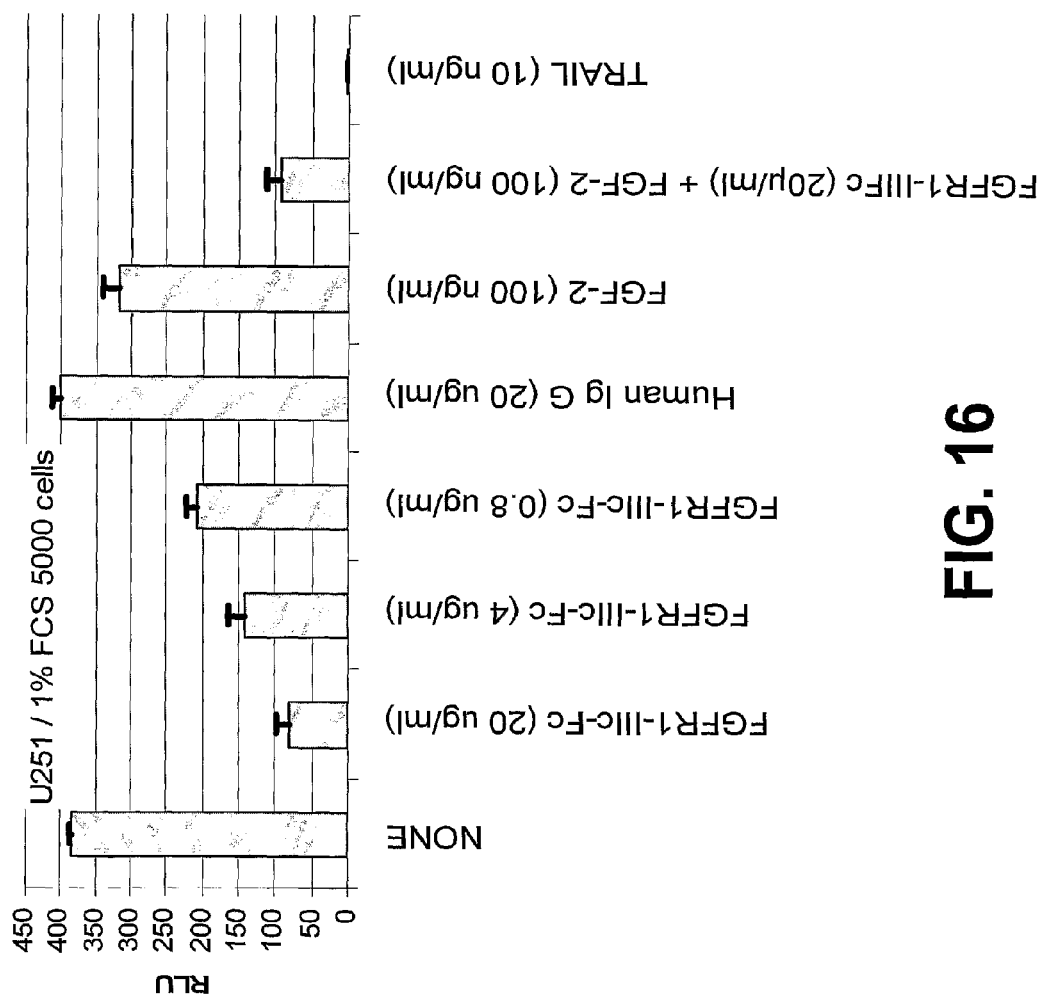 U251 / 1% FCS 5000 cells
RLU
450
400
350
300
250
200
150
100
50
0
NONE
FGFR1-IIIc-Fc (20 ug/ml)
FGFR1-IIIc-Fc (4 ug/ml)
FGFR1-IIIc-Fc (0.8 ug/ml)
Human Ig G (20 ug/ml)
FGF-2 (100 ng/ml)
FGFR1-IIIFc (20µ/ml) + FGF-2 (100 ng/ml)
TRAIL (10 ng/ml)
FIG. 16